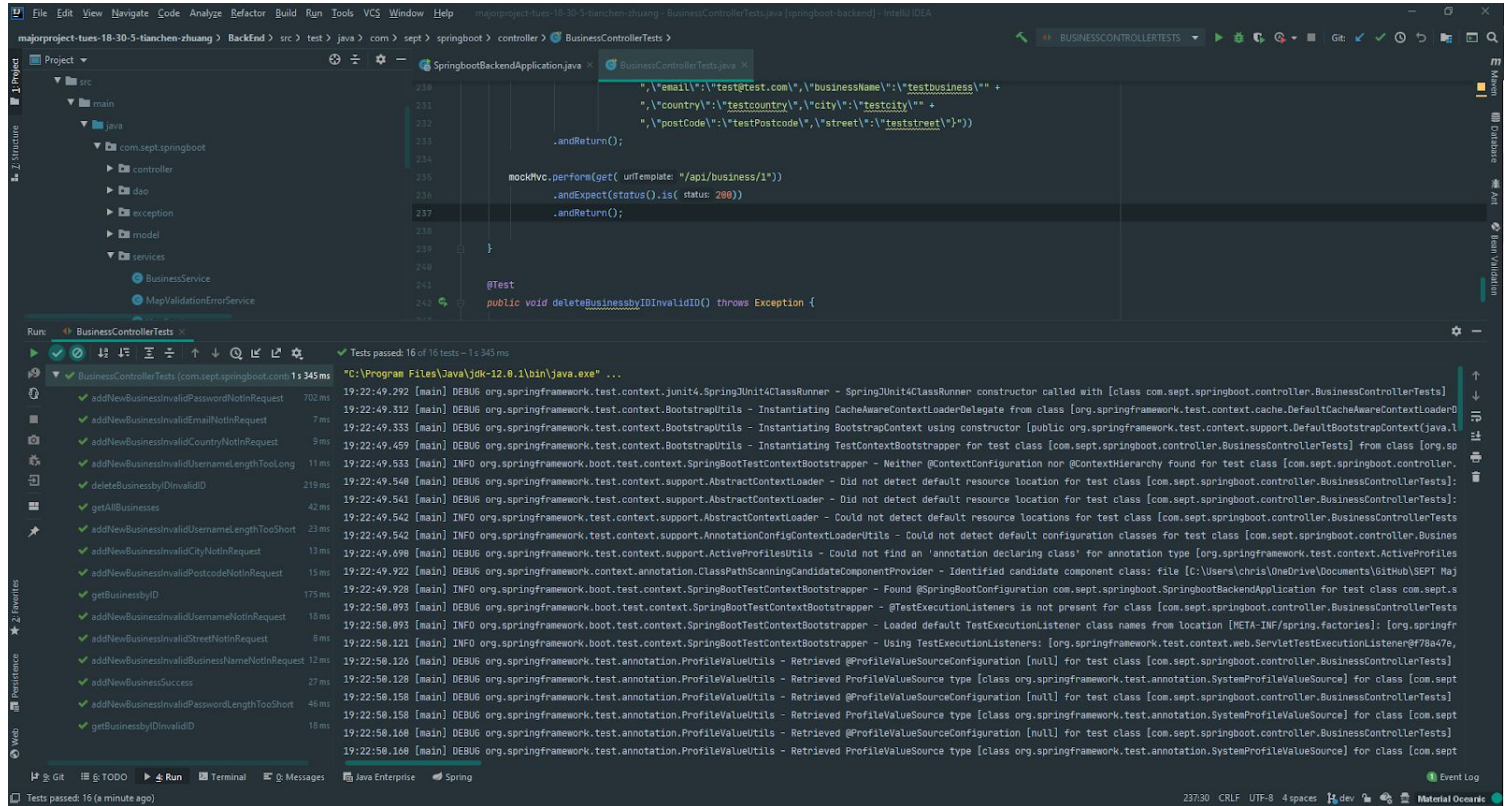 File Edit View Navigate Code Analyze Refactor Build Run Tools VCS Window Help majorproject-tues-18-30-5-tianchen-zhuang - BusinessControllerTests.java [springboot-backend] - IntelliJ IDEA
majorproject-tues-18-30-5-tianchen-zhuang > BackEnd > src > test > java > com > sept > springboot > controller > BusinessControllerTests > BUSINESSCONTROLLERTESTS Git:
Project
SpringbootBackendApplication.java BusinessControllerTests.java
1: Project
Z: Structure
2: Favorites
Persistence
Web
Maven
Database
Ant
Bean Validation
src
main
java
com.sept.springboot
controller
dao
exception
model
services
BusinessService
MapValidationErrorService
230 ",\"email\":\"test@test.com\",\"businessName\":\"testbusiness\"" +
231 ",\"country\":\"testcountry\",\"city\":\"testcity\"" +
232 ",\"postCode\":\"testPostcode\",\"street\":\"teststreet\"}"))
233 .andReturn();
234
235 mockMvc.perform(get( urlTemplate: "/api/business/1"))
236 .andExpect(status().is( status: 200))
237 .andReturn();
238
239 }
240
241 @Test
242 public void deleteBusinessbyIDInvalidID() throws Exception {
Run: BusinessControllerTests
Tests passed: 16 of 16 tests – 1 s 345 ms
BusinessControllerTests (com.sept.springboot.cont 1 s 345 ms
addNewBusinessInvalidPasswordNotInRequest 702 ms
addNewBusinessInvalidEmailNotInRequest 7 ms
addNewBusinessInvalidCountryNotInRequest 9 ms
addNewBusinessInvalidUsernameLengthTooLong 11 ms
deleteBusinessbyIDInvalidID 219 ms
getAllBusinesses 42 ms
addNewBusinessInvalidUsernameLengthTooShort 23 ms
addNewBusinessInvalidCityNotInRequest 13 ms
addNewBusinessInvalidPostcodeNotInRequest 15 ms
getBusinessbyID 175 ms
addNewBusinessInvalidUsernameNotInRequest 18 ms
addNewBusinessInvalidStreetNotInRequest 8 ms
addNewBusinessInvalidBusinessNameNotInRequest 12 ms
addNewBusinessSuccess 27 ms
addNewBusinessInvalidPasswordLengthTooShort 46 ms
getBusinessbyIDInvalidID 18 ms
"C:\Program Files\Java\jdk-12.0.1\bin\java.exe" ...
19:22:49.292 [main] DEBUG org.springframework.test.context.junit4.SpringJUnit4ClassRunner - SpringJUnit4ClassRunner constructor called with [class com.sept.springboot.controller.BusinessControllerTests]
19:22:49.312 [main] DEBUG org.springframework.test.context.BootstrapUtils - Instantiating CacheAwareContextLoaderDelegate from class [org.springframework.test.context.cache.DefaultCacheAwareContextLoaderD
19:22:49.333 [main] DEBUG org.springframework.test.context.BootstrapUtils - Instantiating BootstrapContext using constructor [public org.springframework.test.context.support.DefaultBootstrapContext(java.l
19:22:49.459 [main] DEBUG org.springframework.test.context.BootstrapUtils - Instantiating TestContextBootstrapper for test class [com.sept.springboot.controller.BusinessControllerTests] from class [org.sp
19:22:49.533 [main] INFO org.springframework.boot.test.context.SpringBootTestContextBootstrapper - Neither @ContextConfiguration nor @ContextHierarchy found for test class [com.sept.springboot.controller.
19:22:49.540 [main] DEBUG org.springframework.test.context.support.AbstractContextLoader - Did not detect default resource location for test class [com.sept.springboot.controller.BusinessControllerTests]:
19:22:49.541 [main] DEBUG org.springframework.test.context.support.AbstractContextLoader - Did not detect default resource location for test class [com.sept.springboot.controller.BusinessControllerTests]:
19:22:49.542 [main] INFO org.springframework.test.context.support.AbstractContextLoader - Could not detect default resource locations for test class [com.sept.springboot.controller.BusinessControllerTests
19:22:49.542 [main] INFO org.springframework.test.context.support.AnnotationConfigContextLoaderUtils - Could not detect default configuration classes for test class [com.sept.springboot.controller.Busines
19:22:49.690 [main] DEBUG org.springframework.test.context.support.ActiveProfilesUtils - Could not find an 'annotation declaring class' for annotation type [org.springframework.test.context.ActiveProfiles
19:22:49.922 [main] DEBUG org.springframework.context.annotation.ClassPathScanningCandidateComponentProvider - Identified candidate component class: file [C:\Users\chris\OneDrive\Documents\GitHub\SEPT Maj
19:22:49.928 [main] INFO org.springframework.boot.test.context.SpringBootTestContextBootstrapper - Found @SpringBootConfiguration com.sept.springboot.SpringbootBackendApplication for test class com.sept.s
19:22:50.093 [main] DEBUG org.springframework.boot.test.context.SpringBootTestContextBootstrapper - @TestExecutionListeners is not present for class [com.sept.springboot.controller.BusinessControllerTests
19:22:50.093 [main] INFO org.springframework.boot.test.context.SpringBootTestContextBootstrapper - Loaded default TestExecutionListener class names from location [META-INF/spring.factories]: [org.springfr
19:22:50.121 [main] INFO org.springframework.boot.test.context.SpringBootTestContextBootstrapper - Using TestExecutionListeners: [org.springframework.test.context.web.ServletTestExecutionListener@f78a47e,
19:22:50.126 [main] DEBUG org.springframework.test.annotation.ProfileValueUtils - Retrieved @ProfileValueSourceConfiguration [null] for test class [com.sept.springboot.controller.BusinessControllerTests]
19:22:50.128 [main] DEBUG org.springframework.test.annotation.ProfileValueUtils - Retrieved ProfileValueSource type [class org.springframework.test.annotation.SystemProfileValueSource] for class [com.sept
19:22:50.158 [main] DEBUG org.springframework.test.annotation.ProfileValueUtils - Retrieved @ProfileValueSourceConfiguration [null] for test class [com.sept.springboot.controller.BusinessControllerTests]
19:22:50.158 [main] DEBUG org.springframework.test.annotation.ProfileValueUtils - Retrieved ProfileValueSource type [class org.springframework.test.annotation.SystemProfileValueSource] for class [com.sept
19:22:50.160 [main] DEBUG org.springframework.test.annotation.ProfileValueUtils - Retrieved @ProfileValueSourceConfiguration [null] for test class [com.sept.springboot.controller.BusinessControllerTests]
19:22:50.160 [main] DEBUG org.springframework.test.annotation.ProfileValueUtils - Retrieved ProfileValueSource type [class org.springframework.test.annotation.SystemProfileValueSource] for class [com.sept
9: Git 6: TODO 4: Run Terminal 0: Messages Java Enterprise Spring 1 Event Log
Tests passed: 16 (a minute ago) 237:30 CRLF UTF-8 4 spaces dev Material Oceanic